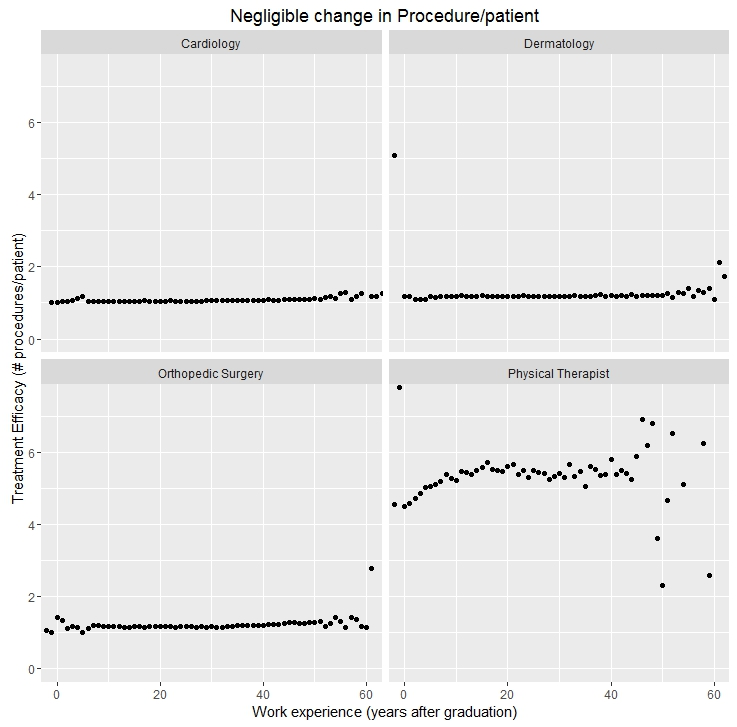 Negligible change in Procedure/patient
Cardiology
Dermatology
6
4
2
0
Orthopedic Surgery
Physical Therapist
6
4
2
0
0
20
40
60
0
20
40
60
Treatment Efficacy (# procedures/patient)
Work experience (years after graduation)